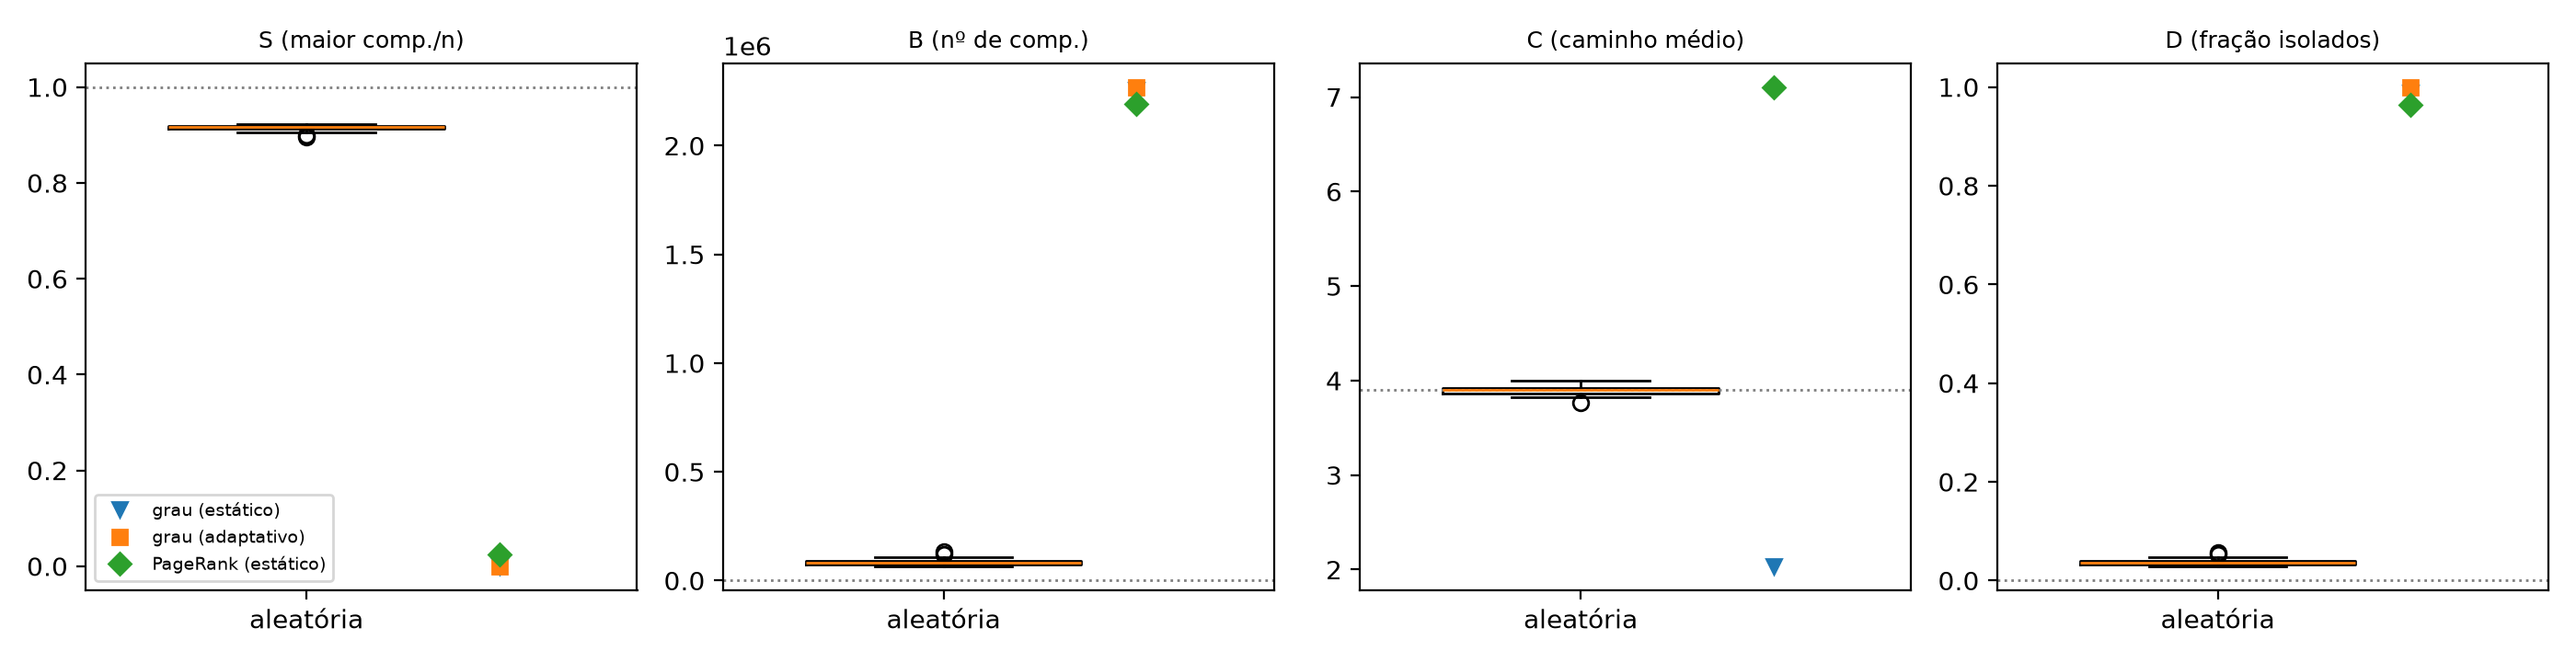 S (maior comp./n)
1.0
0.8
0.6
0.4
0.2
0.0
grau (estático)
grau (adaptativo)
PageRank (estático)
aleatória
B (nº de comp.)
1e6
2.0
1.5
1.0
0.5
0.0
aleatória
C (caminho médio)
7
6
5
4
3
2
aleatória
D (fração isolados)
1.0
0.8
0.6
0.4
0.2
0.0
aleatória